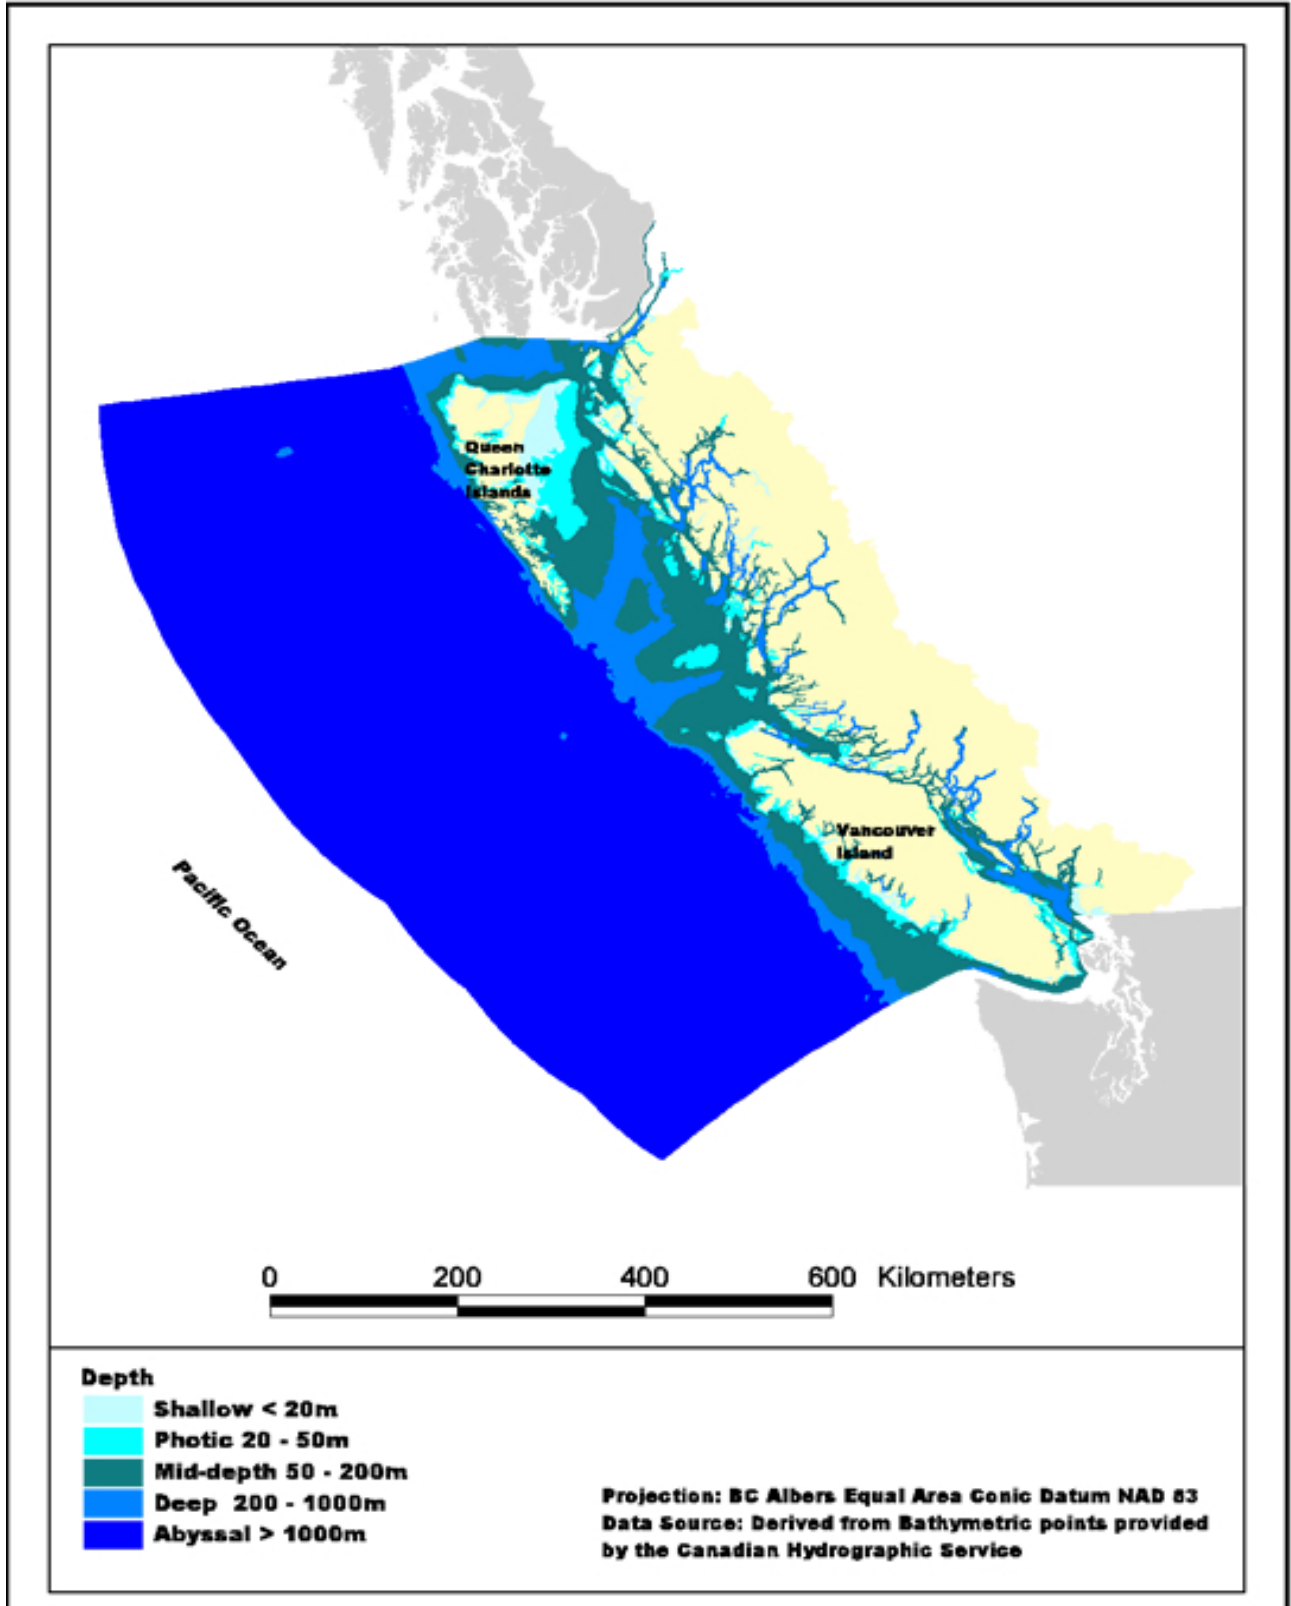 Queen
Charlotte
Islands
Vancouver
Island
Pacific Ocean
0 200 400 600 Kilometers
Depth
Shallow < 20m
Photic 20 - 50m
Mid-depth 50 - 200m
Deep 200 - 1000m
Abyssal > 1000m
Projection: BC Albers Equal Area Conic Datum NAD 83
Data Source: Derived from Bathymetric points provided
by the Canadian Hydrographic Service